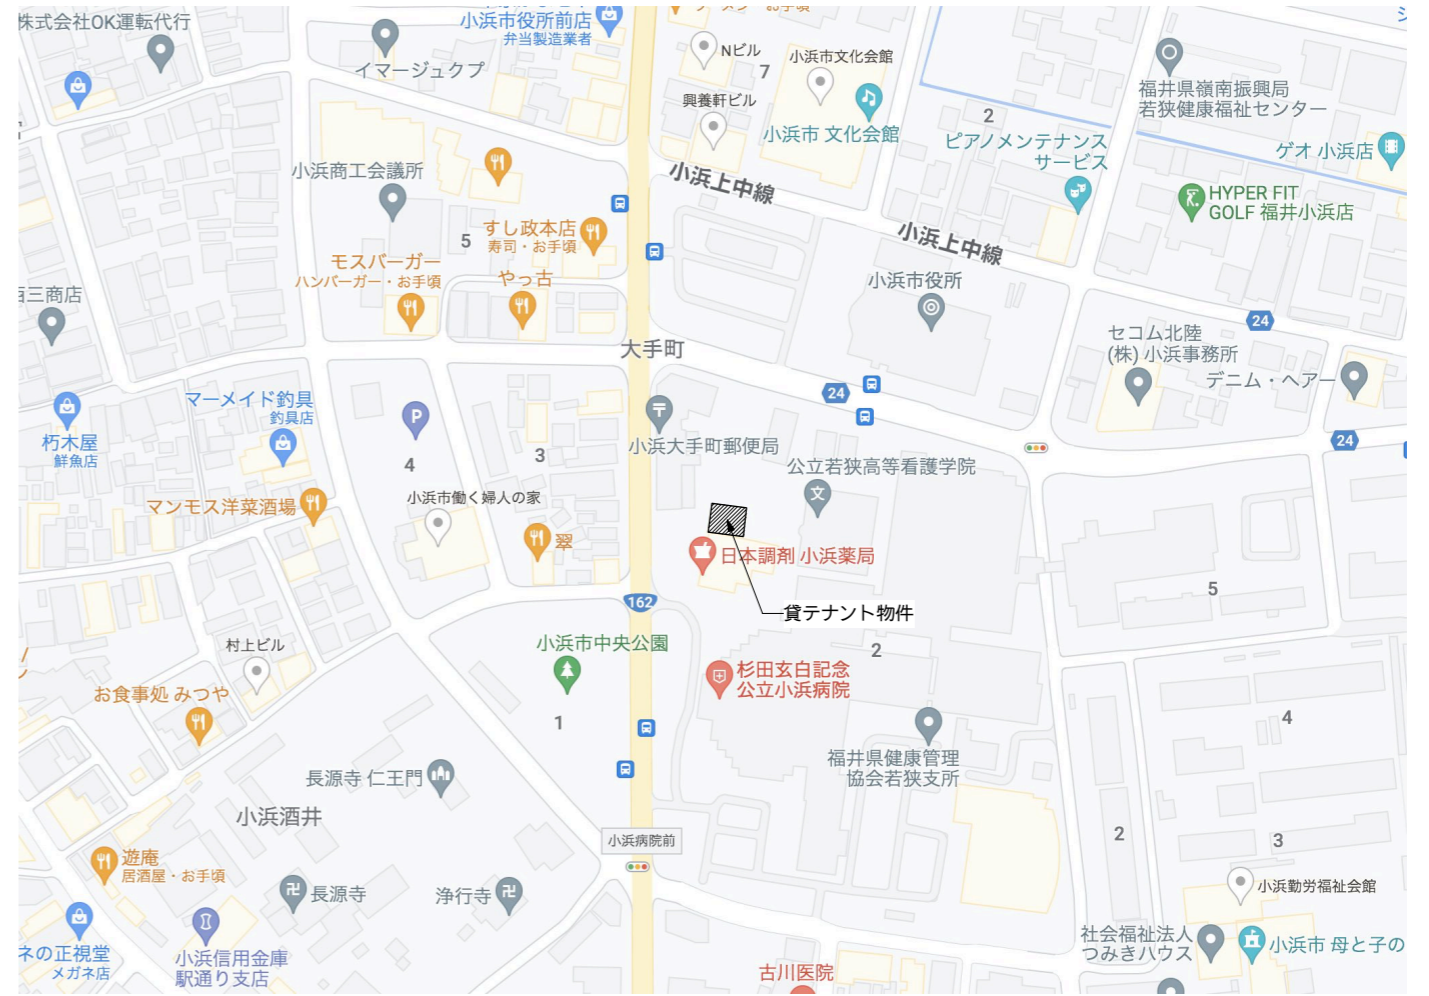 株式会社OK運転代行
イマージュクプ
小浜市役所前店
弁当製造業者
Nビル
7
小浜市文化会館
興養軒ビル
小浜市 文化会館
2
ピアノメンテナンス
サービス
福井県嶺南振興局
若狭健康福祉センター
ゲオ 小浜店
HYPER FIT
GOLF 福井小浜店
小浜商工会議所
小浜上中線
小浜上中線
5
すし政本店
寿司・お手頃
モスバーガー
ハンバーガー・お手頃
やっ古
三商店
小浜市役所
24
大手町
セコム北陸
(株) 小浜事務所
デニム・ヘアー
24
24
マーメイド釣具
釣具店
朽木屋
鮮魚店
P
4
3
小浜大手町郵便局
公立若狭高等看護学院
文
小浜市働く婦人の家
マンモス洋菜酒場
翠
日本調剤 小浜薬局
162
貸テナント物件
5
小浜市中央公園
村上ビル
お食事処 みつや
杉田玄白記念
公立小浜病院
2
1
4
福井県健康管理
協会若狭支所
長源寺 仁王門
小浜酒井
小浜病院前
2
3
遊庵
居酒屋・お手頃
長源寺
浄行寺
小浜勤労福祉会館
ネの正視堂
メガネ店
小浜信用金庫
駅通り支店
社会福祉法人
つみきハウス
小浜市 母と子の
古川医院